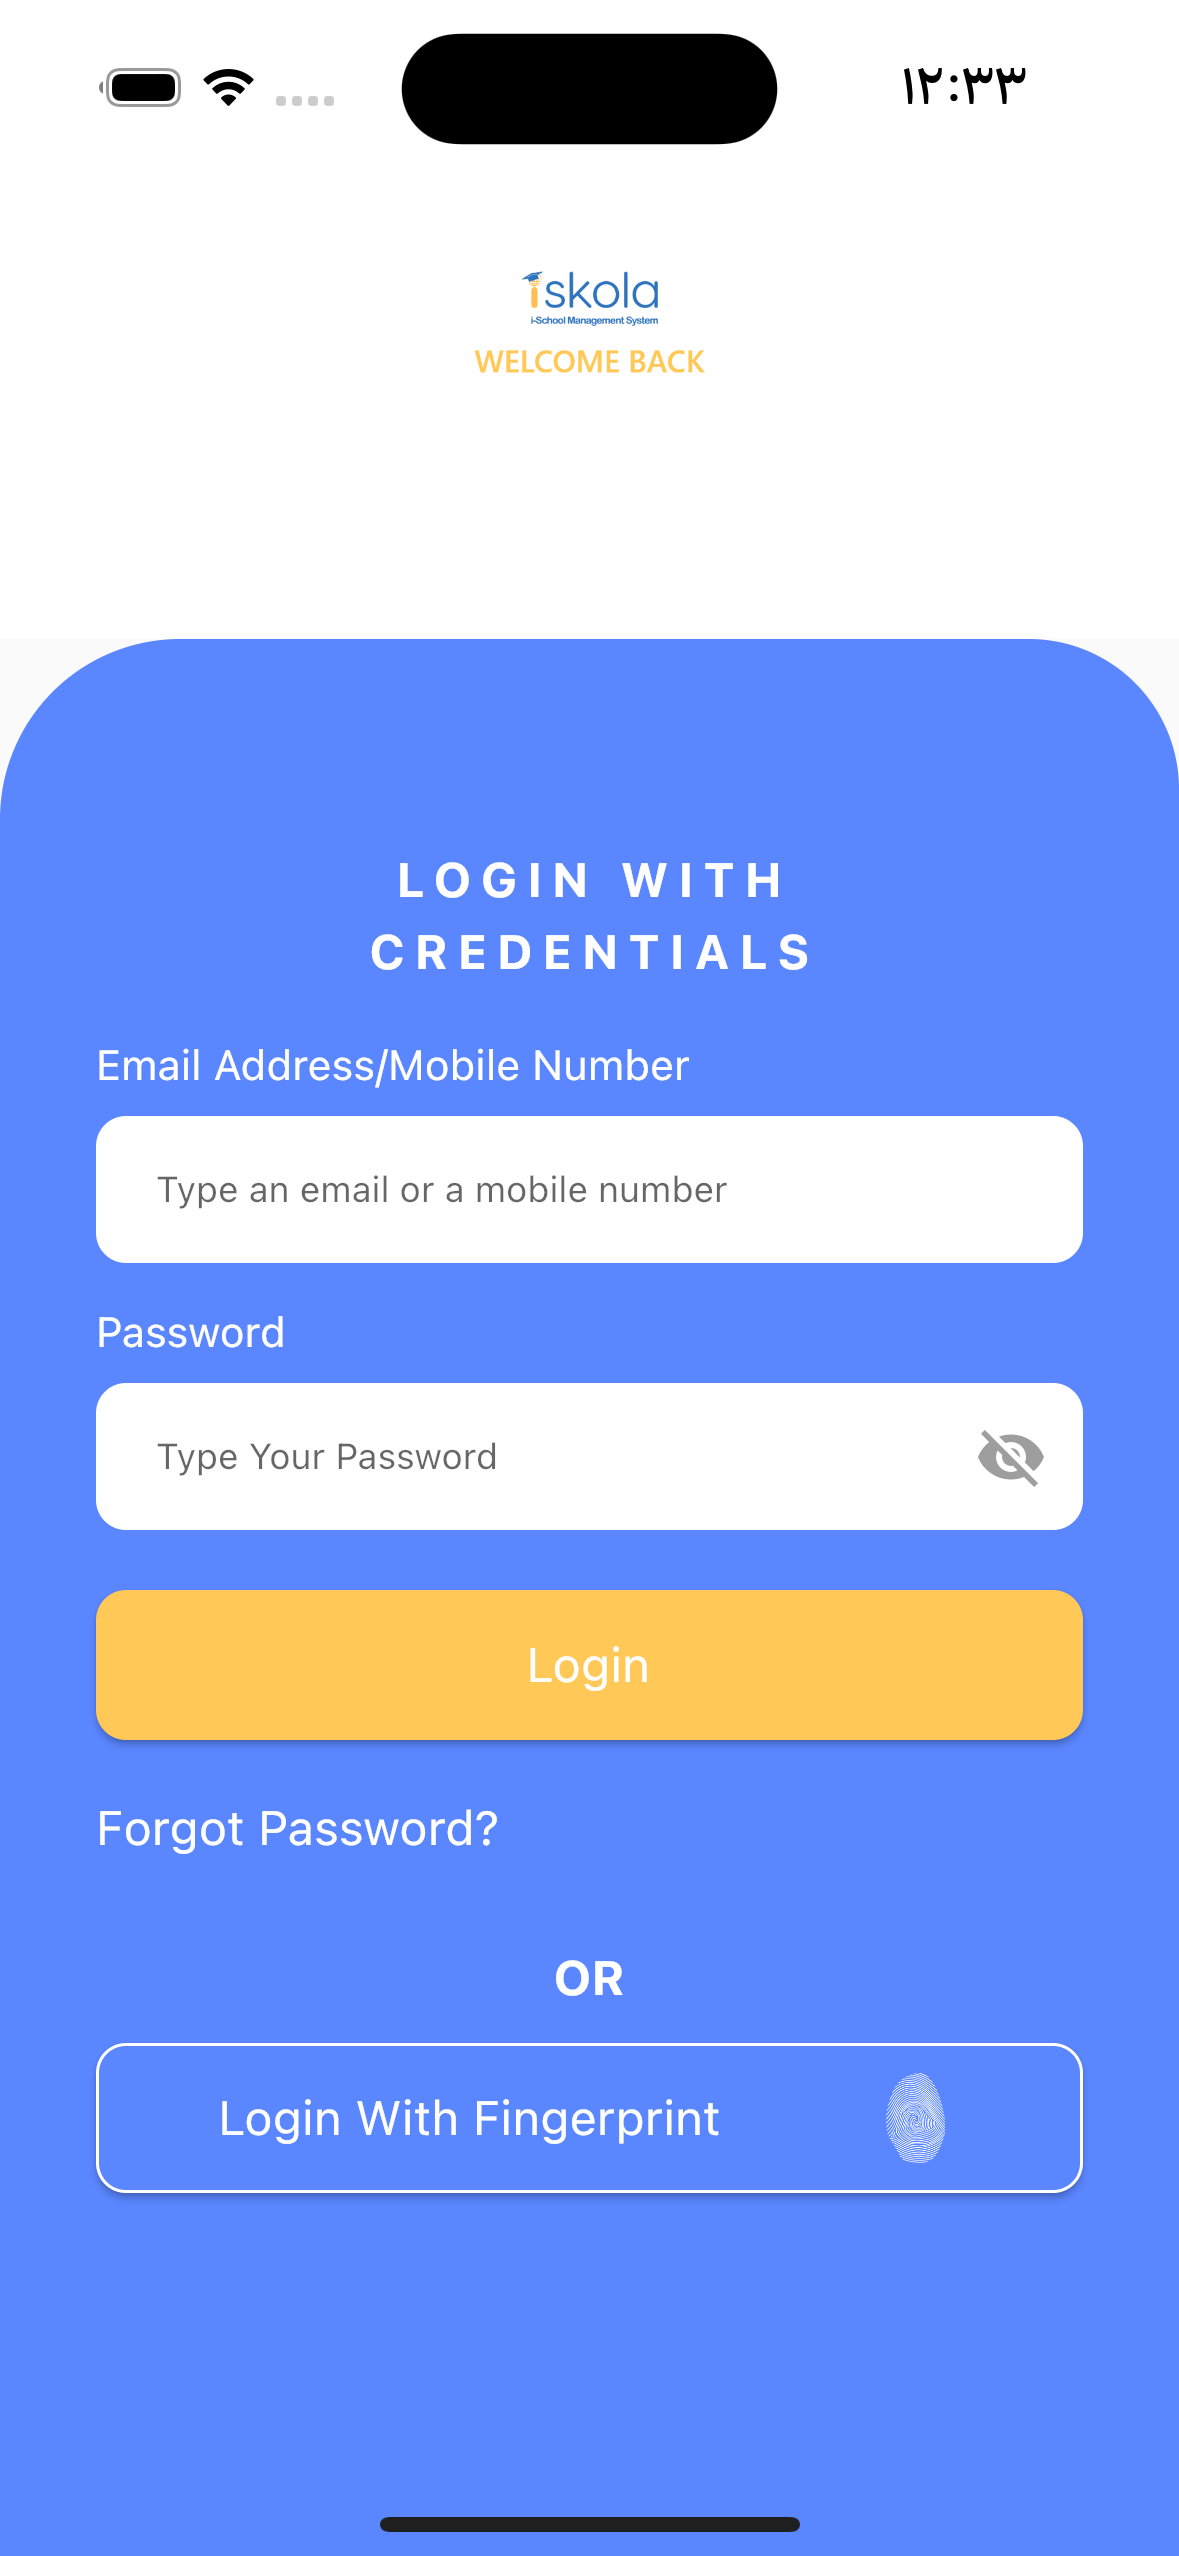 ۱۲:۳۳
iskola
i-School Management System
WELCOME BACK
LOGIN WITH
CREDENTIALS
Email Address/Mobile Number
Type an email or a mobile number
Password
Type Your Password
Login
Forgot Password?
OR
Login With Fingerprint